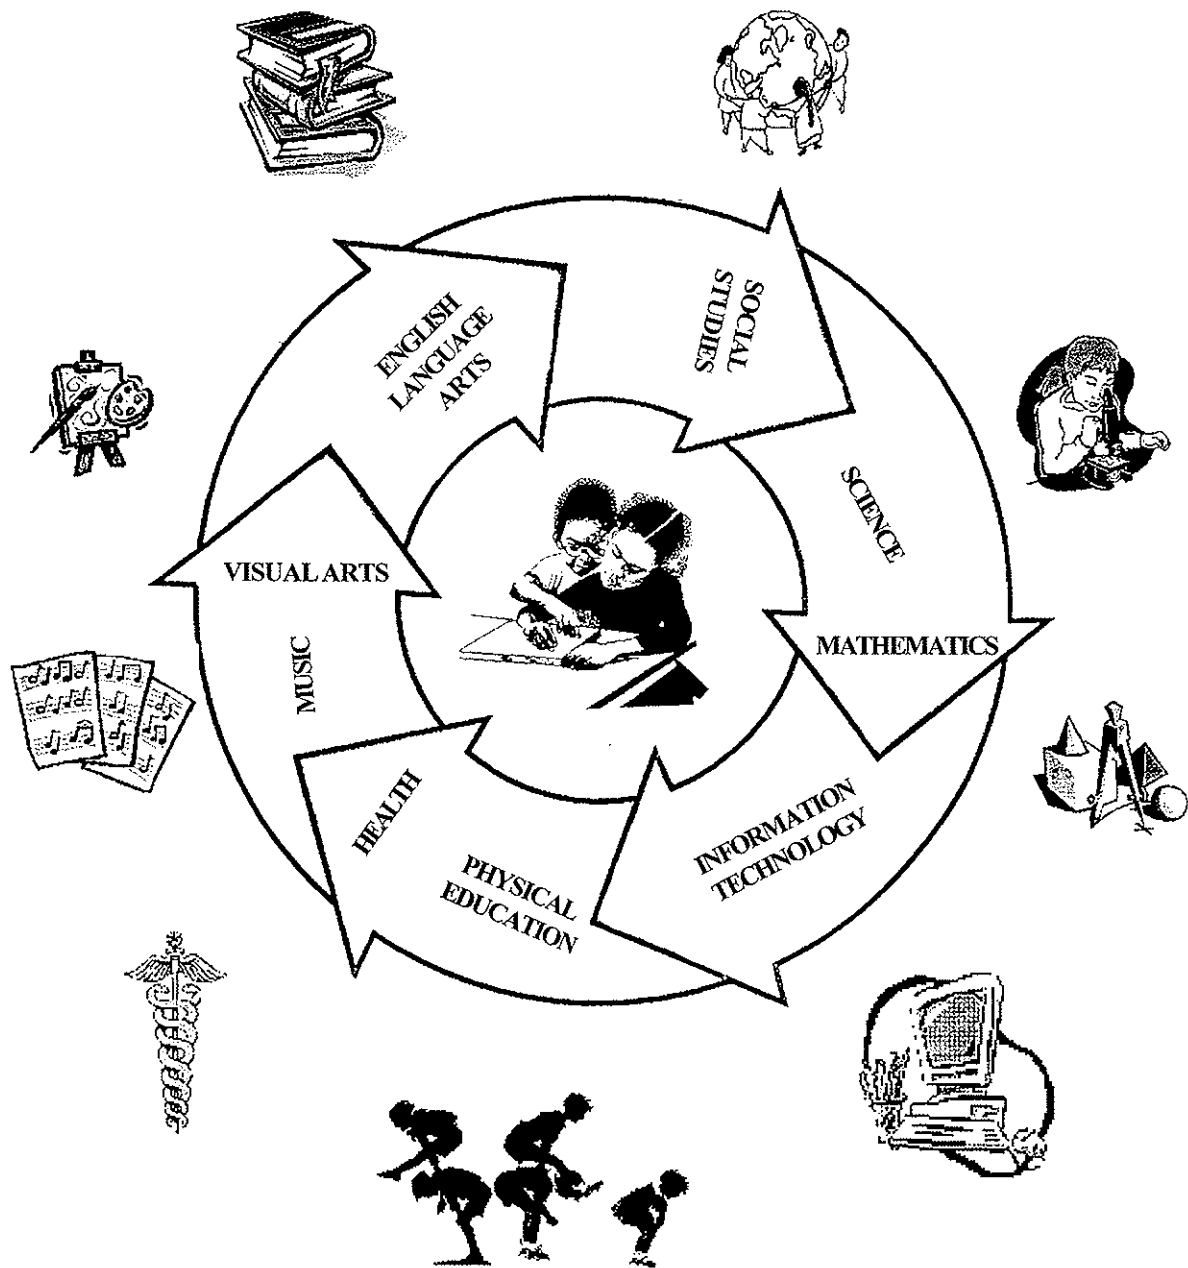 ENGLISH
LANGUAGE
ARTS
SOCIAL
STUDIES
SCIENCE
MATHEMATICS
INFORMATION
TECHNOLOGY
PHYSICAL
EDUCATION
HEALTH
MUSIC
VISUAL ARTS